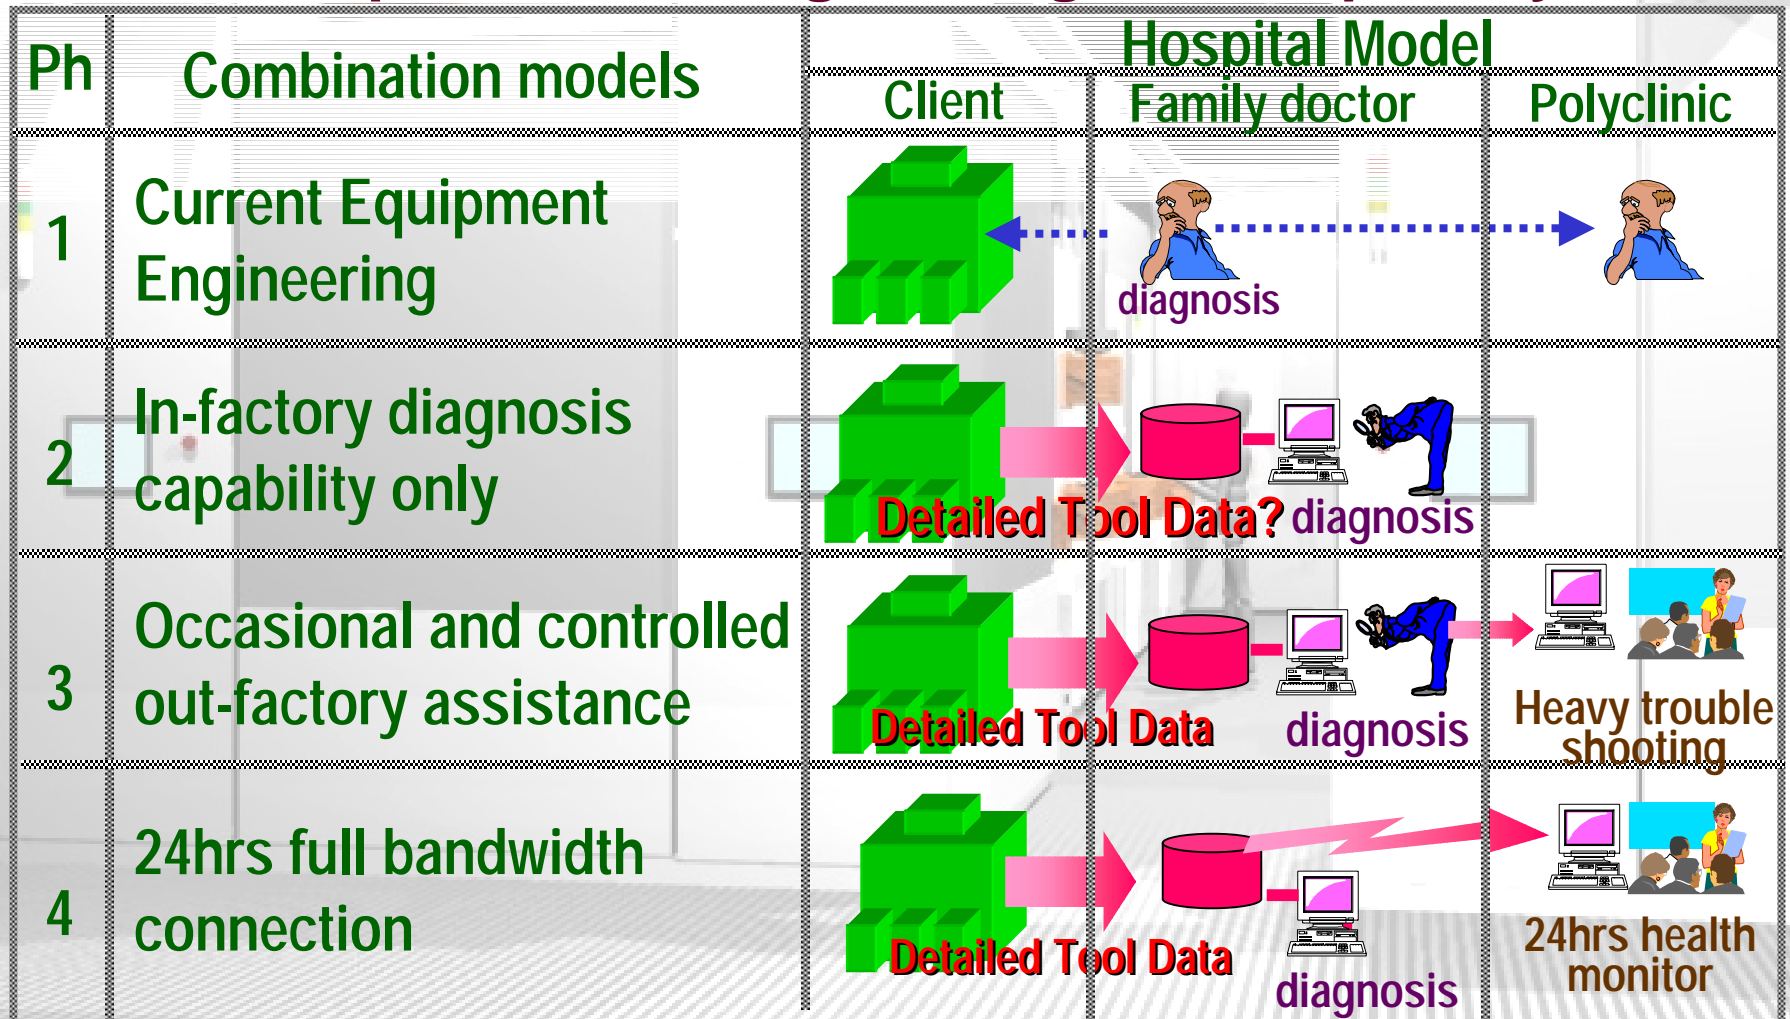 Hospital Model
Ph
Combination models
Client
Family doctor
Polyclinic
1
Current Equipment
Engineering
diagnosis
2
In-factory diagnosis
capability only
Detailed Tool Data?
diagnosis
3
Occasional and controlled
out-factory assistance
Detailed Tool Data
diagnosis
Heavy trouble
shooting
4
24hrs full bandwidth
connection
Detailed Tool Data
diagnosis
24hrs health
monitor